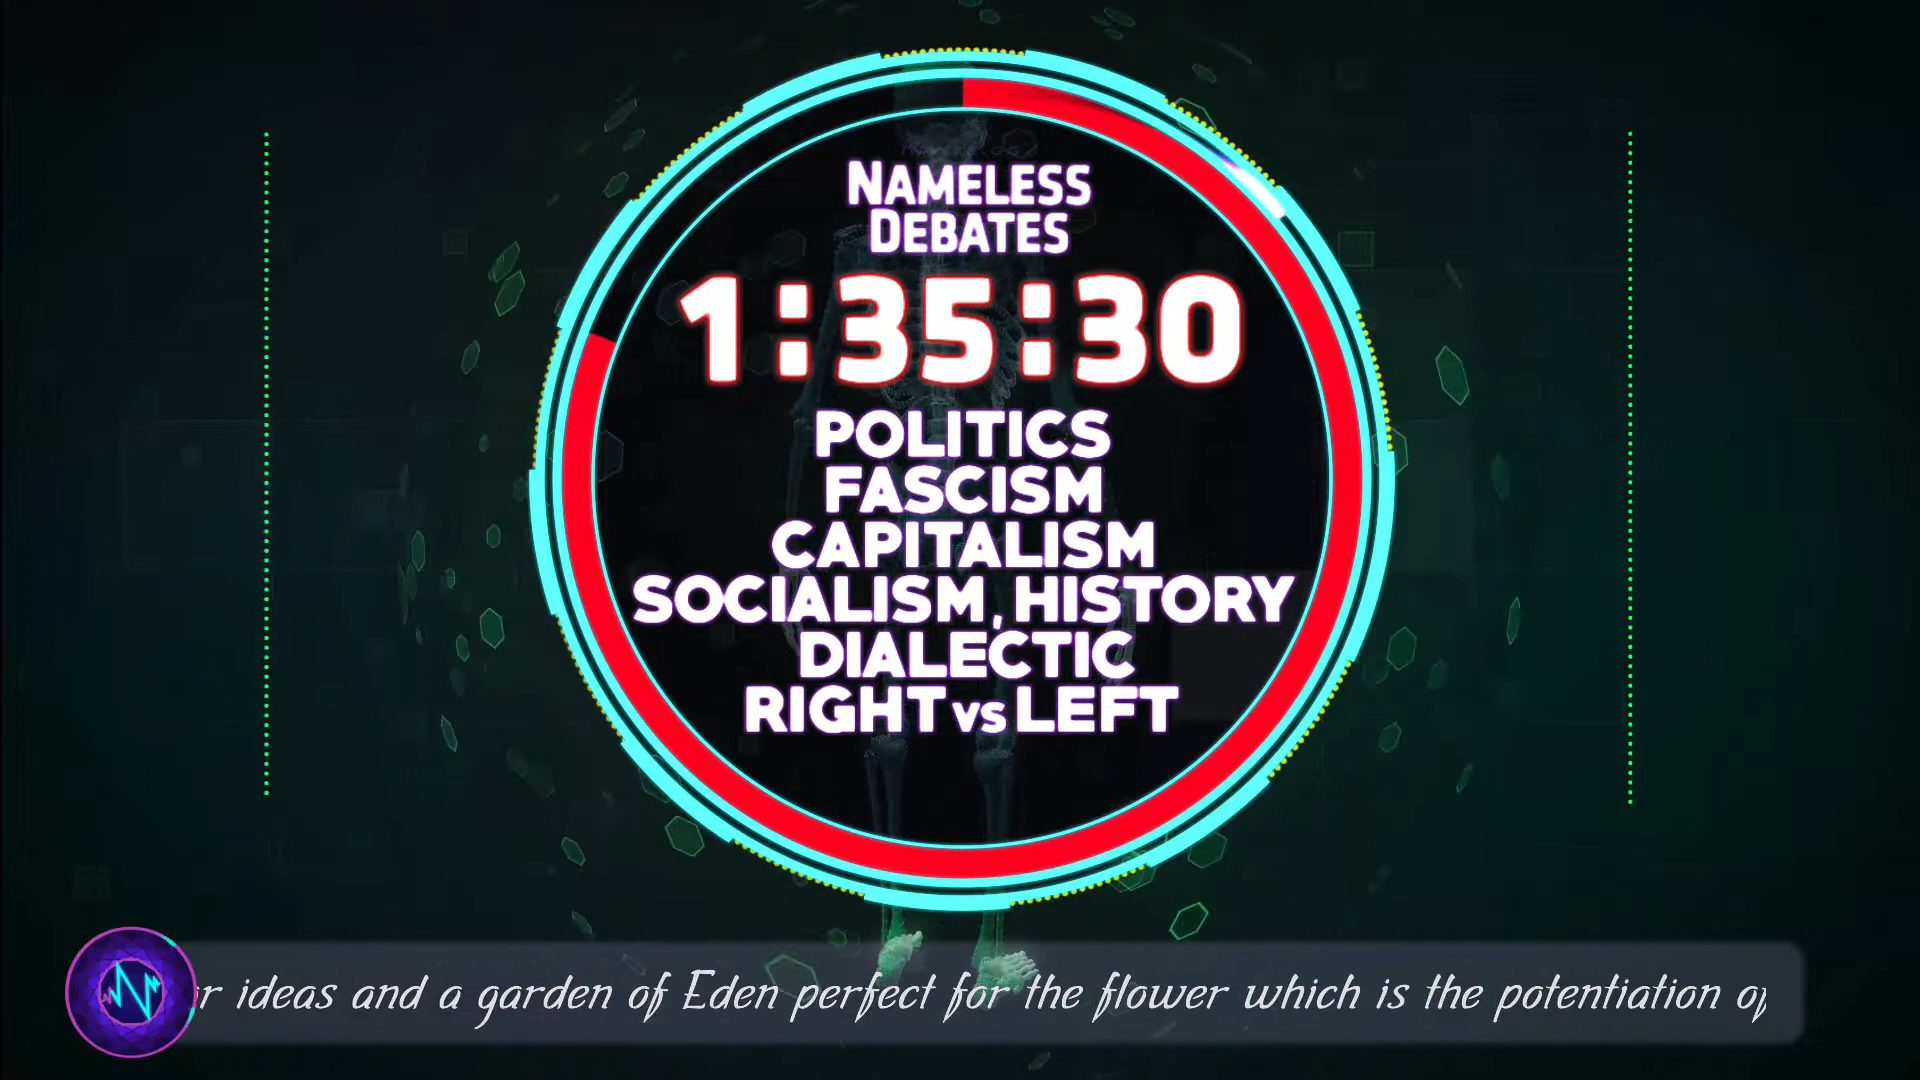 NAMELESS
DEBATES
1:35:30
POLITICS
FASCISM
CAPITALISM
SOCIALISM, HISTORY
DIALECTIC
RIGHT vs LEFT
ideas and a garden of Eden perfect for the flower which is the potentiation of